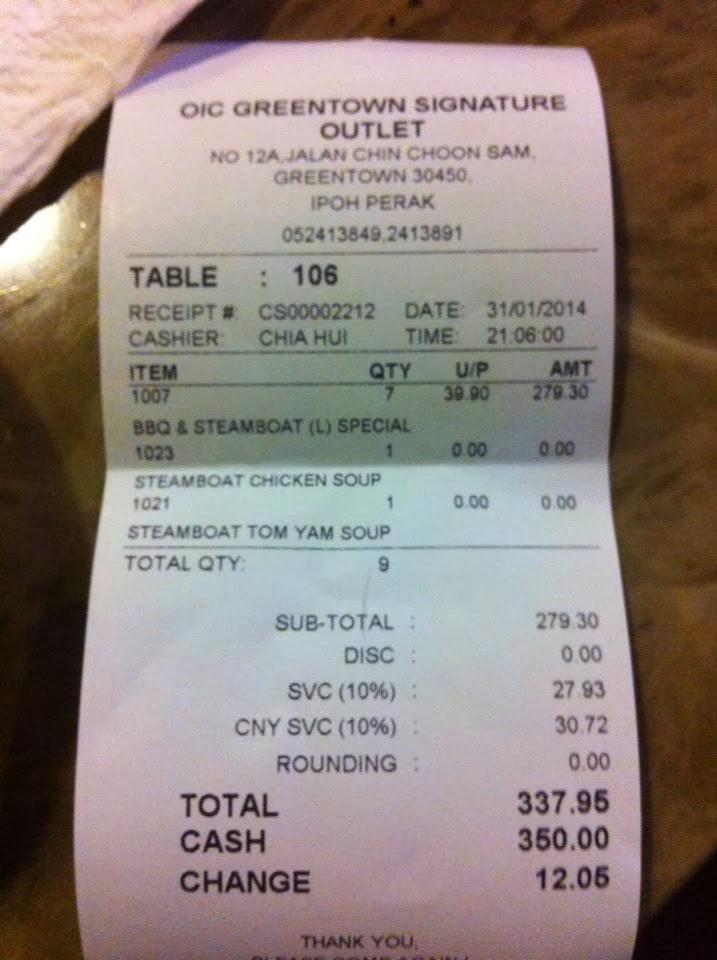 OIC GREENTOWN SIGNATURE
OUTLET
NO 12A,JALAN CHIN CHOON SAM,
GREENTOWN 30450,
IPOH PERAK
052413849,2413891
TABLE : 106
RECEIPT # CS00002212 DATE: 31/01/2014
CASHIER: CHIA HUI TIME: 21:06:00
ITEM QTY U/P AMT
1007 7 39.90 279.30
BBQ & STEAMBOAT (L) SPECIAL
1023 1 0.00 0.00
STEAMBOAT CHICKEN SOUP
1021 1 0.00 0.00
STEAMBOAT TOM YAM SOUP
TOTAL QTY: 9
SUB-TOTAL : 279.30
DISC : 0.00
SVC (10%) : 27.93
CNY SVC (10%) : 30.72
ROUNDING : 0.00
TOTAL 337.95
CASH 350.00
CHANGE 12.05
THANK YOU,
PLEASE COME AGAIN !